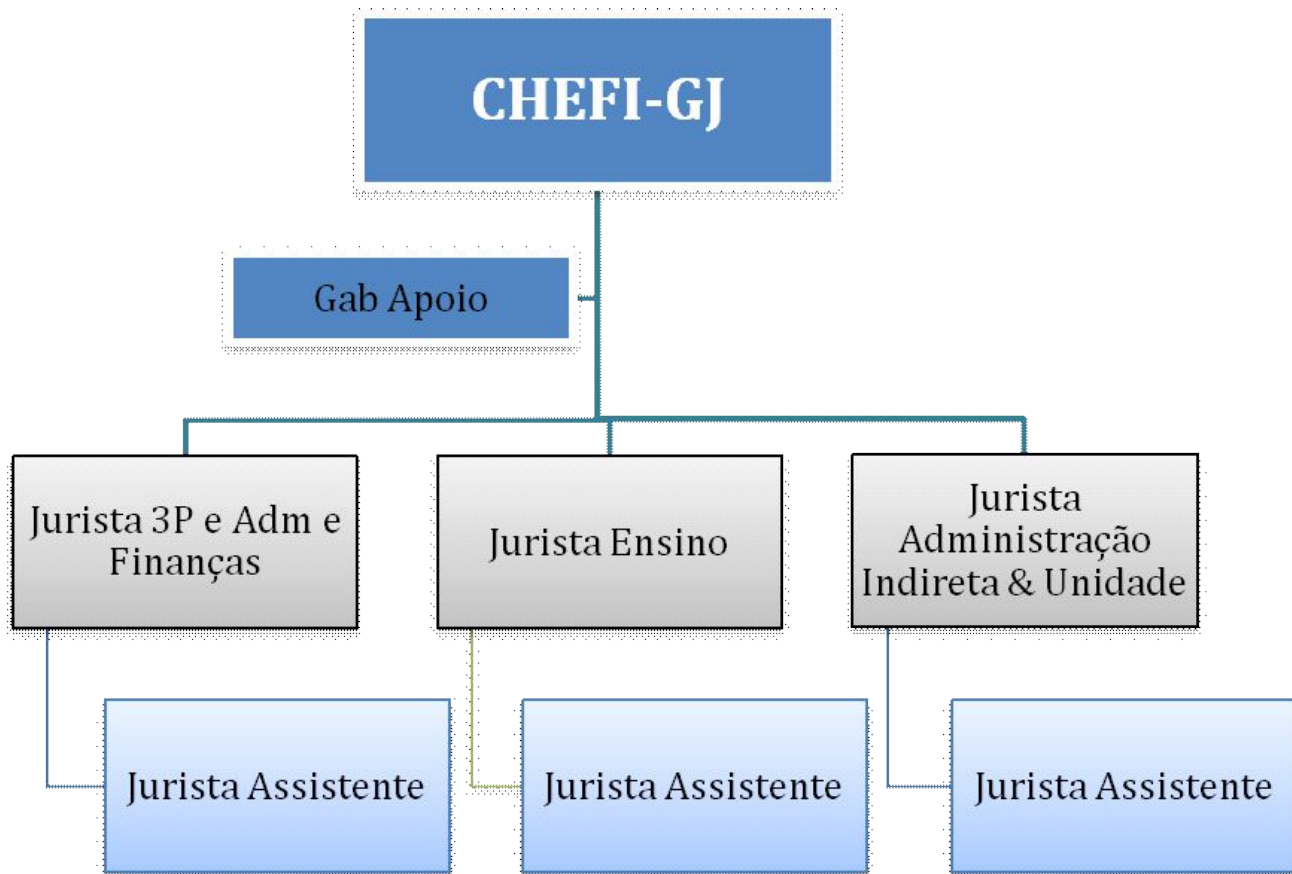 CHEFI-GJ
Gab Apoio
Jurista 3P e Adm e
Finanças
Jurista Ensino
Jurista
Administração
Indireta & Unidade
Jurista Assistente
Jurista Assistente
Jurista Assistente